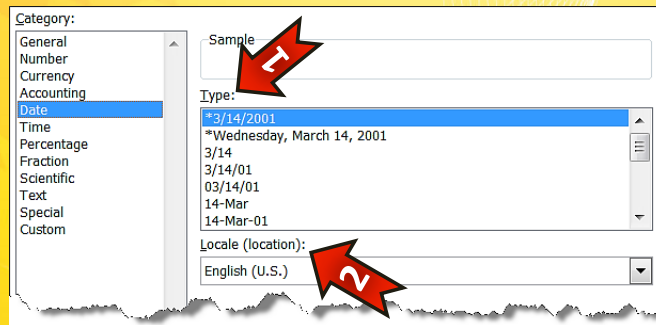 Category:
General
Number
Currency
Accounting
Date
Time
Percentage
Fraction
Scientific
Text
Special
Custom
Sample
1
Type:
*3/14/2001
*Wednesday, March 14, 2001
3/14
3/14/01
03/14/01
14-Mar
14-Mar-01
Locale (location):
2
English (U.S.)